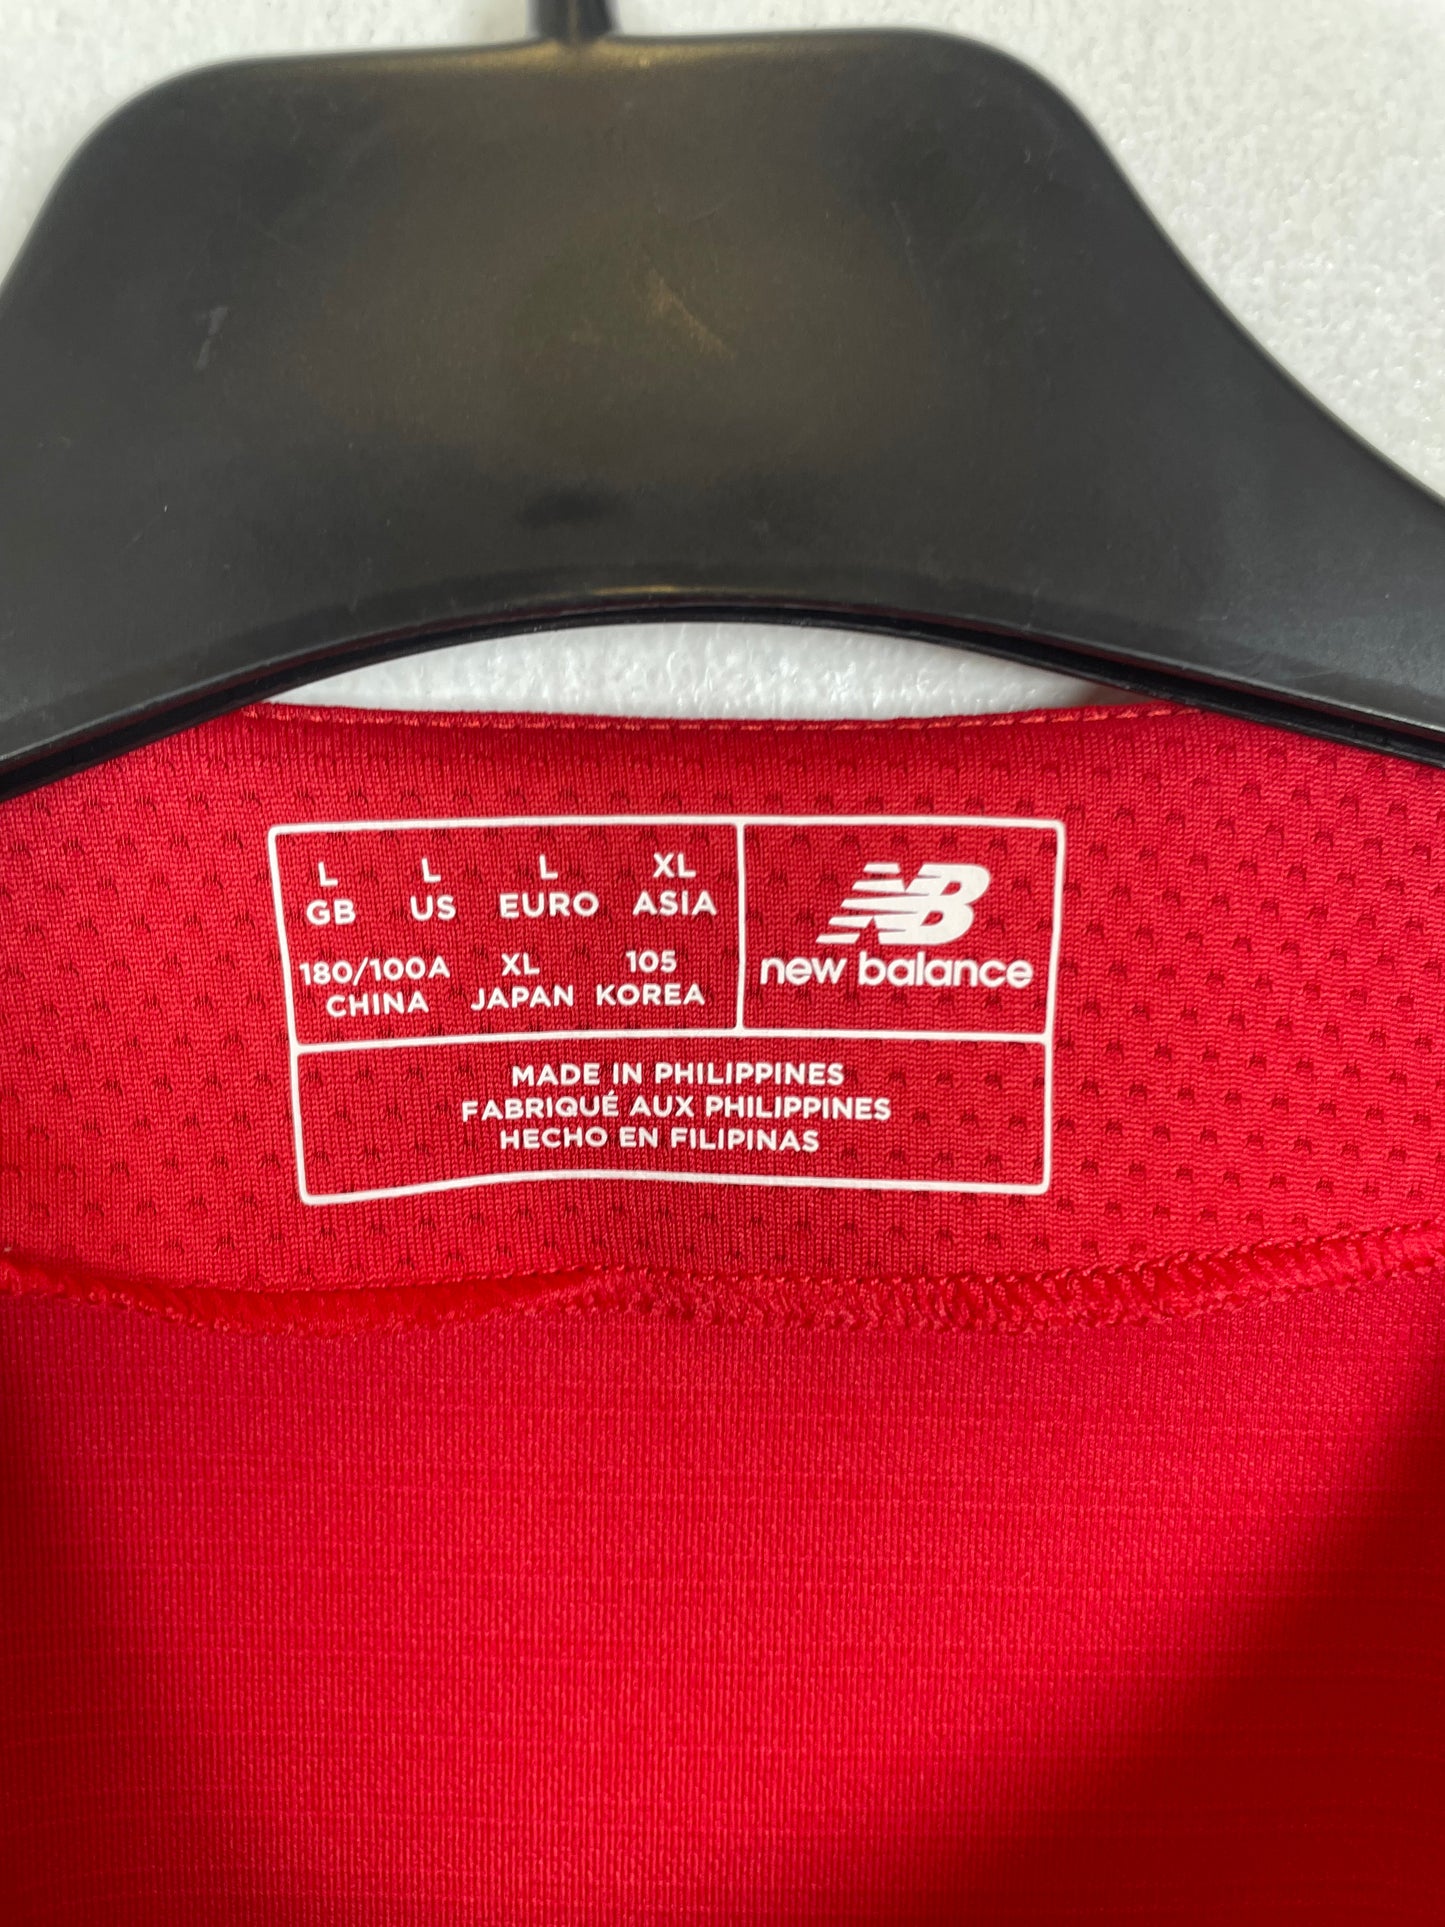 L L L XL
GB US EURO ASIA
180/100A XL 105
CHINA JAPAN KOREA
NB
new balance
MADE IN PHILIPPINES
FABRIQUÉ AUX PHILIPPINES
HECHO EN FILIPINAS